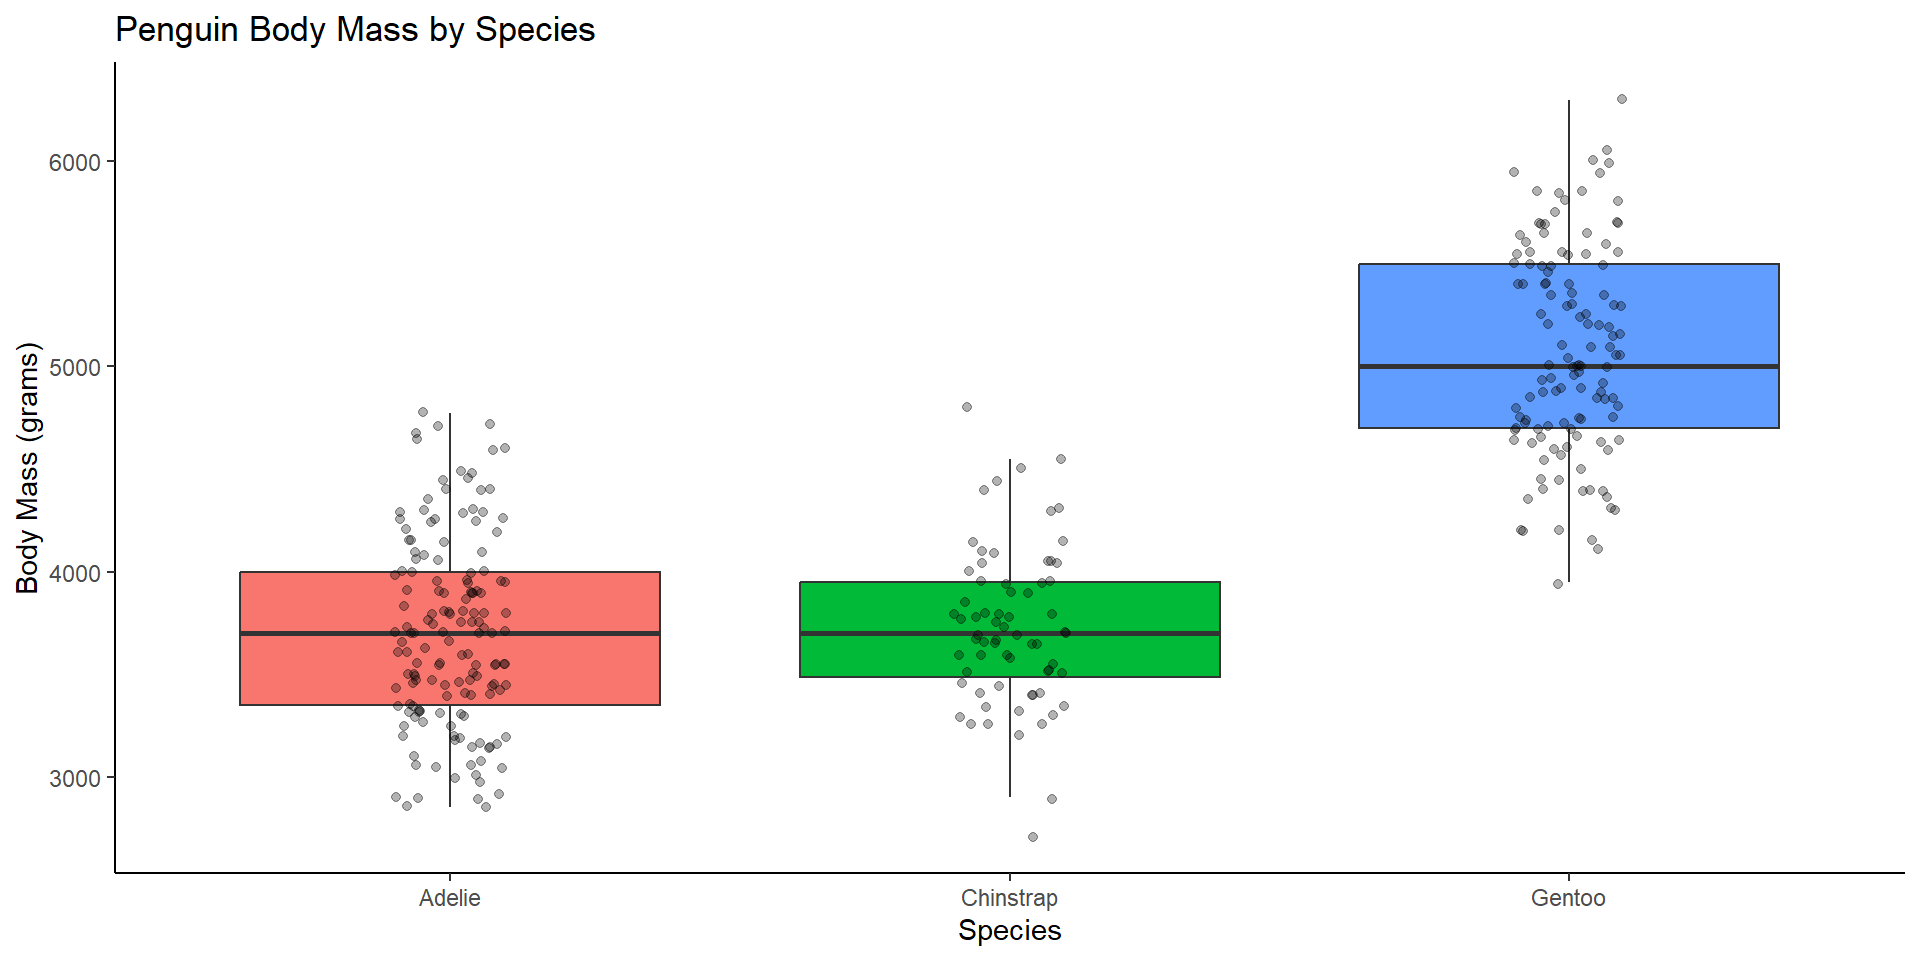 Penguin Body Mass by Species
Body Mass (grams)
6000
5000
4000
3000
Adelie
Chinstrap
Gentoo
Species